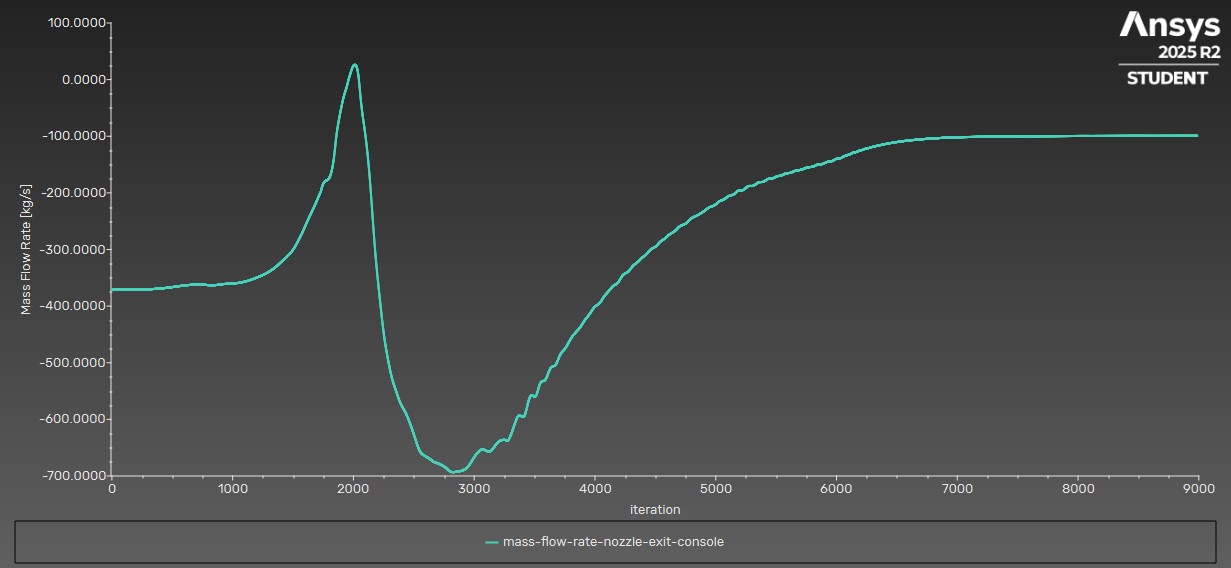 Ansys
2025 R2
STUDENT
100.0000
0.0000
-100.0000
-200.0000
-300.0000
-400.0000
-500.0000
-600.0000
-700.0000
Mass Flow Rate [kg/s]
0 1000 2000 3000 4000 5000 6000 7000 8000 9000
iteration
mass-flow-rate-nozzle-exit-console